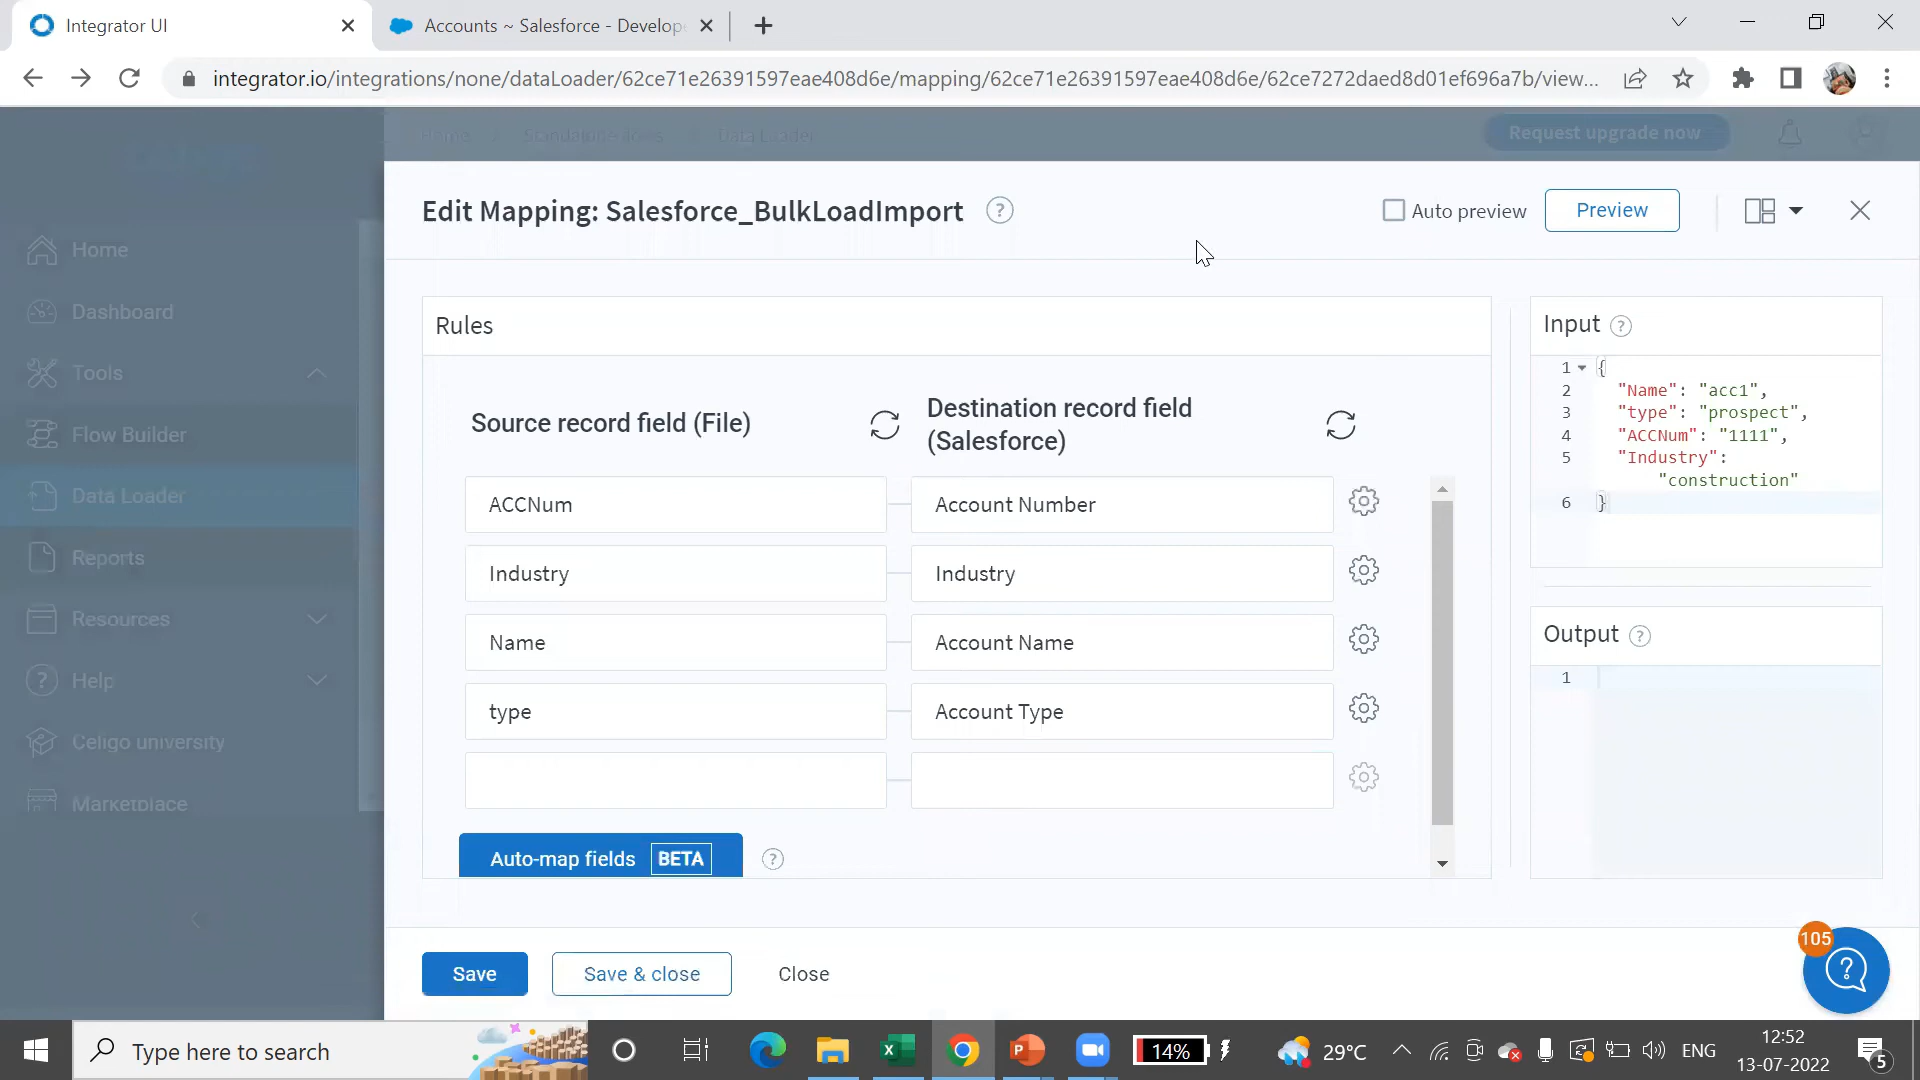 Integrator UI
Accounts ~ Salesforce - Develop
integrator.io/integrations/none/dataLoader/62ce71e26391597eae408d6e/mapping/62ce71e26391597eae408d6e/62ce7272daed8d01ef696a7b/view...
Home > Standalone flows > Data Loader
Request upgrade now
Edit Mapping: Salesforce_BulkLoadImport
Auto preview
Preview
Home
Dashboard
Tools
Flow Builder
Data Loader
Reports
Resources
Help
Celigo university
Marketplace
Rules
Source record field (File)
Destination record field
(Salesforce)
ACCNum
Account Number
Industry
Industry
Name
Account Name
type
Account Type
Auto-map fields BETA
Input
1 {
2 "Name": "acc1",
3 "type": "prospect",
4 "ACCNum": "1111",
5 "Industry":
"construction"
6 }
Output
1
Save
Save & close
Close
105
Type here to search
14%
29°C
ENG
12:52
13-07-2022
5